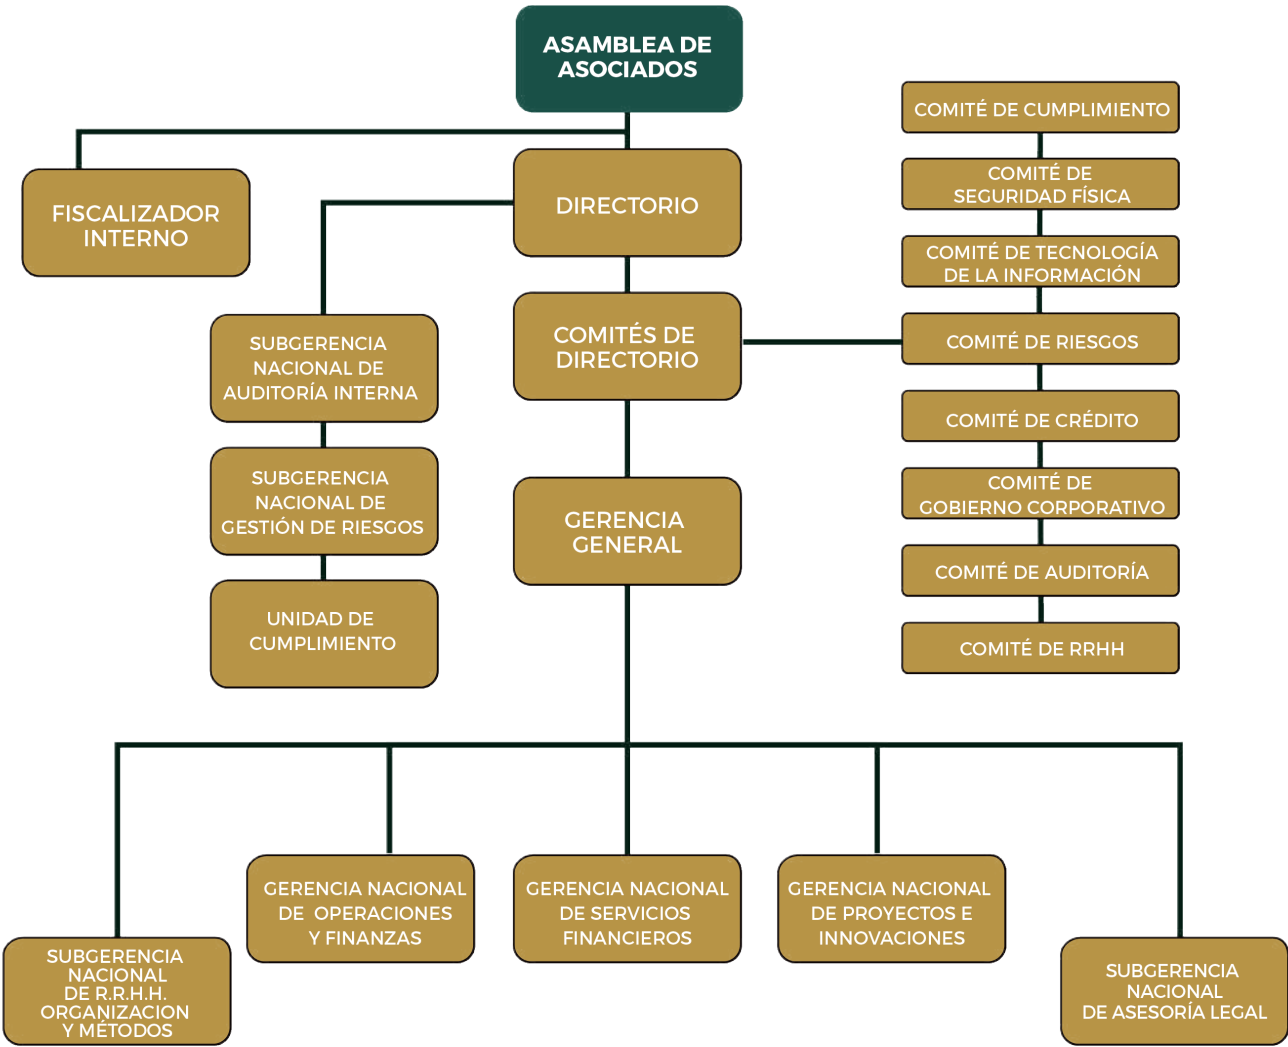 ASAMBLEA DE
ASOCIADOS
FISCALIZADOR
INTERNO
DIRECTORIO
COMITÉS DE
DIRECTORIO
GERENCIA
GENERAL
SUBGERENCIA
NACIONAL DE
AUDITORÍA INTERNA
SUBGERENCIA
NACIONAL DE
GESTIÓN DE RIESGOS
UNIDAD DE
CUMPLIMIENTO
COMITÉ DE CUMPLIMIENTO
COMITÉ DE
SEGURIDAD FÍSICA
COMITÉ DE TECNOLOGÍA
DE LA INFORMACIÓN
COMITÉ DE RIESGOS
COMITÉ DE CRÉDITO
COMITÉ DE
GOBIERNO CORPORATIVO
COMITÉ DE AUDITORÍA
COMITÉ DE RRHH
SUBGERENCIA
NACIONAL
DE R.R.H.H.
ORGANIZACION
Y MÉTODOS
GERENCIA NACIONAL
DE OPERACIONES
Y FINANZAS
GERENCIA NACIONAL
DE SERVICIOS
FINANCIEROS
GERENCIA NACIONAL
DE PROYECTOS E
INNOVACIONES
SUBGERENCIA
NACIONAL
DE ASESORÍA LEGAL